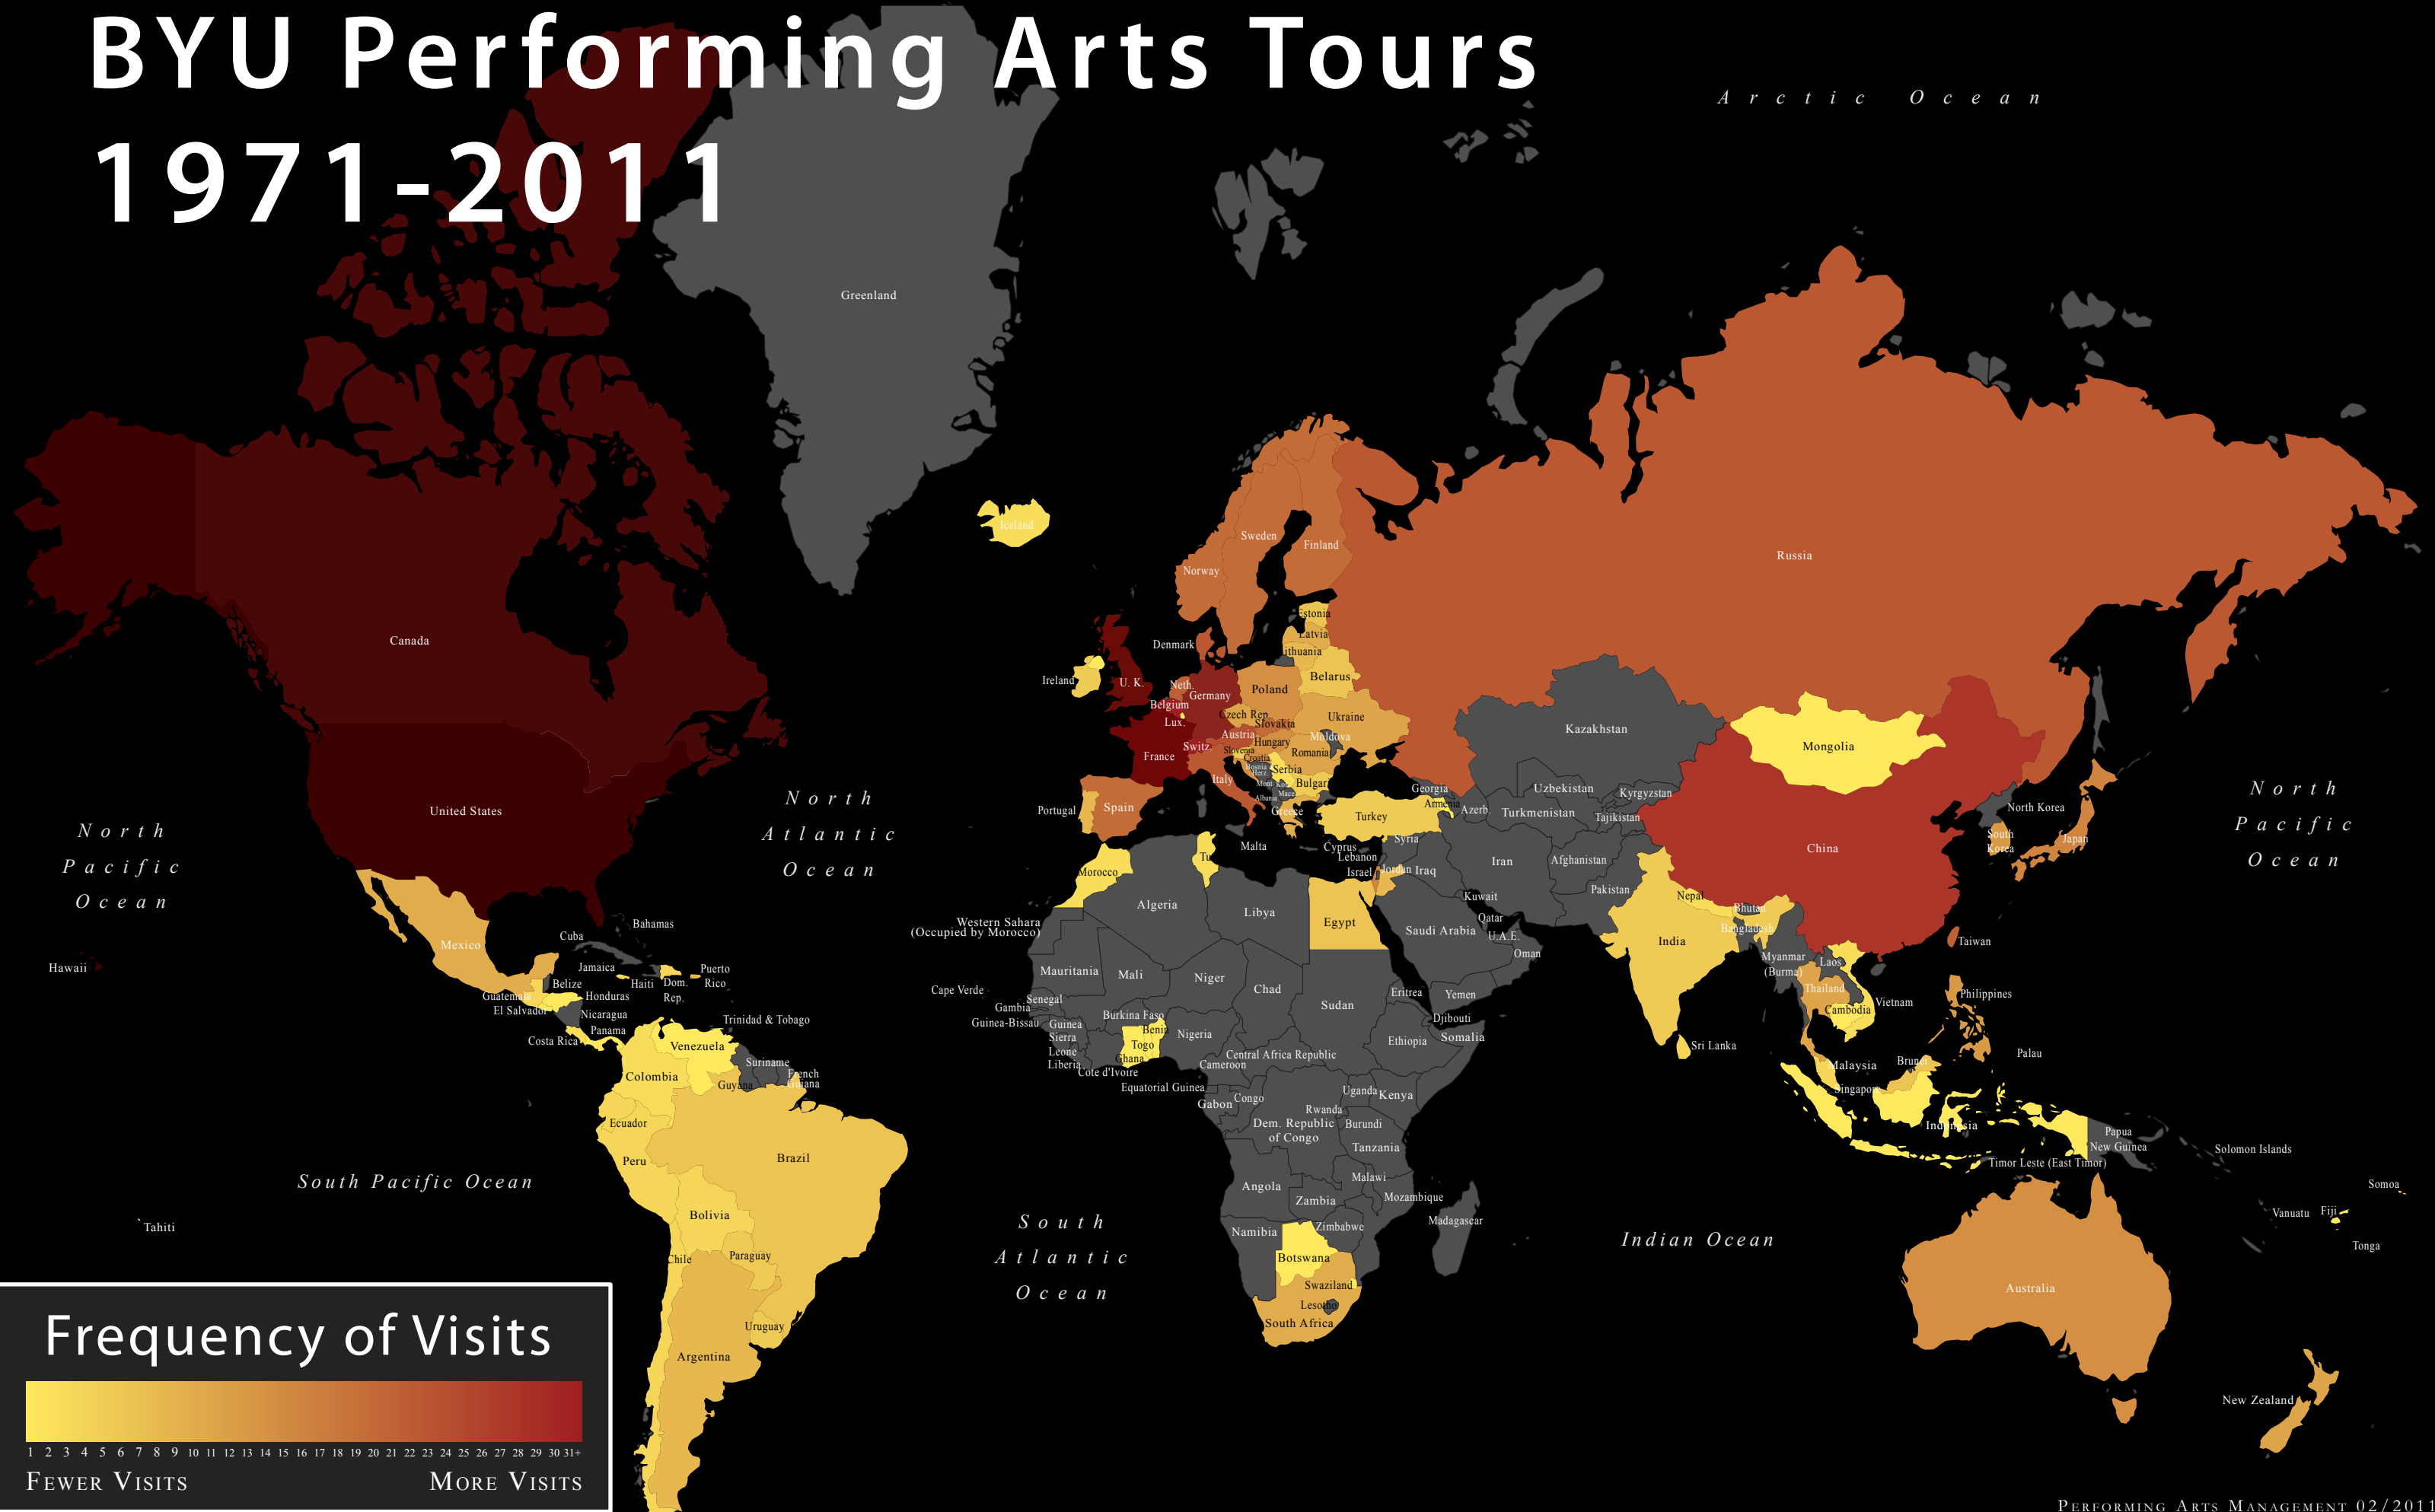 BYU Performing Arts Tours
1971-2011
Arctic Ocean
Greenland
Iceland
Sweden
Finland
Norway
Russia
Canada
Estonia
Latvia
Lithuania
Denmark
Ireland
U. K.
Neth.
Germany
Belgium
Lux.
Poland
Belarus
Czech Rep.
Slovakia
Ukraine
Austria
Hungary
Moldova
Switz.
France
Slovenia
Croatia
Romania
Bosnia
Herz.
Serbia
Mont.
Kos.
Bulgari
Italy
Mace.
Albania
Greece
Portugal
Spain
Kazakhstan
Mongolia
Uzbekistan
Kyrgyzstan
Georgia
Armenia
Azerb.
Turkmenistan
Tajikistan
Turkey
North Korea
South
Korea
Japan
China
United States
North
Pacific
Ocean
North
Atlantic
Ocean
North
Pacific
Ocean
Malta
Cyprus
Syria
Lebanon
Israel
Jordan
Iraq
Iran
Afghanistan
Pakistan
Kuwait
Morocco
Tu
Algeria
Libya
Egypt
Saudi Arabia
Qatar
U.A.E.
Oman
Nepal
Bhutan
Bangladesh
India
Myanmar
(Burma)
Laos
Taiwan
Western Sahara
(Occupied by Morocco)
Mexico
Cuba
Bahamas
Hawaii
Jamaica
Haiti
Dom.
Rep.
Puerto
Rico
Belize
Guatemala
Honduras
El Salvador
Nicaragua
Panama
Costa Rica
Trinidad & Tobago
Mauritania
Mali
Niger
Chad
Sudan
Eritrea
Yemen
Cape Verde
Senegal
Gambia
Guinea-Bissau
Guinea
Sierra
Leone
Liberia
Burkina Faso
Benin
Togo
Ghana
Cote d'Ivoire
Nigeria
Djibouti
Somalia
Ethiopia
Central Africa Republic
Cameroon
Equatorial Guinea
Thailand
Cambodia
Vietnam
Philippines
Sri Lanka
Palau
Malaysia
Brunei
Singapor
Venezuela
Suriname
Colombia
Guyana
French
Guiana
Ecuador
Peru
Brazil
Gabon
Congo
Uganda
Kenya
Rwanda
Burundi
Dem. Republic
of Congo
Tanzania
Indonesia
Papua
New Guinea
Solomon Islands
Timor Leste (East Timor)
South Pacific Ocean
Tahiti
Bolivia
Chile
Paraguay
Uruguay
Argentina
South
Atlantic
Ocean
Angola
Malawi
Zambia
Mozambique
Madagascar
Zimbabwe
Namibia
Botswana
Swaziland
Lesotho
South Africa
Indian Ocean
Somoa
Vanuatu
Fiji
Tonga
Australia
New Zealand
Frequency of Visits
1 2 3 4 5 6 7 8 9 10 11 12 13 14 15 16 17 18 19 20 21 22 23 24 25 26 27 28 29 30 31+
Fewer Visits
More Visits
Performing Arts Management 02/2011